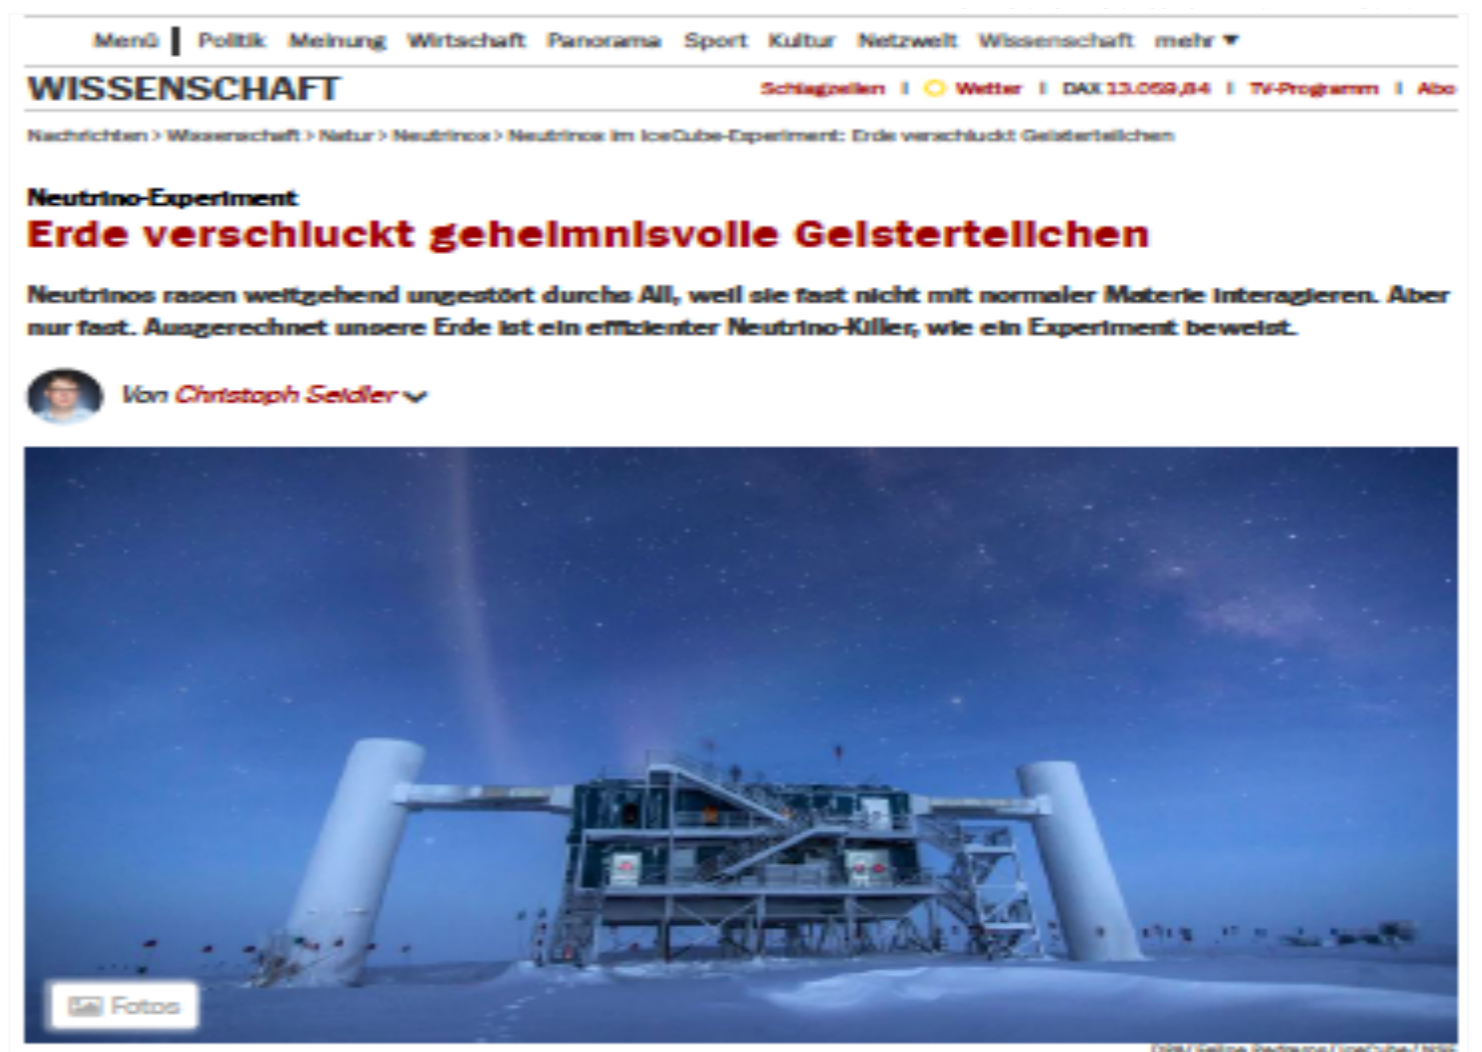 Menü Politik Meinung Wirtschaft Panorama Sport Kultur Netzwelt Wissenschaft mehr ▼
WISSENSCHAFT
Schlagzeilen | Wetter | DAX 13.059,84 | TV-Programm | Abo
Nachrichten > Wissenschaft > Natur > Neutrinos > Neutrinos im IceCube-Experiment: Erde verschluckt Geisterteilchen
Neutrino-Experiment
Erde verschluckt geheimnisvolle Geisterteilchen
Neutrinos rasen weitgehend ungestört durchs All, weil sie fast nicht mit normaler Materie interagieren. Aber
nur fast. Ausgerechnet unsere Erde ist ein effizienter Neutrino-Killer, wie ein Experiment beweist.
Von Christoph Seidler
Fotos